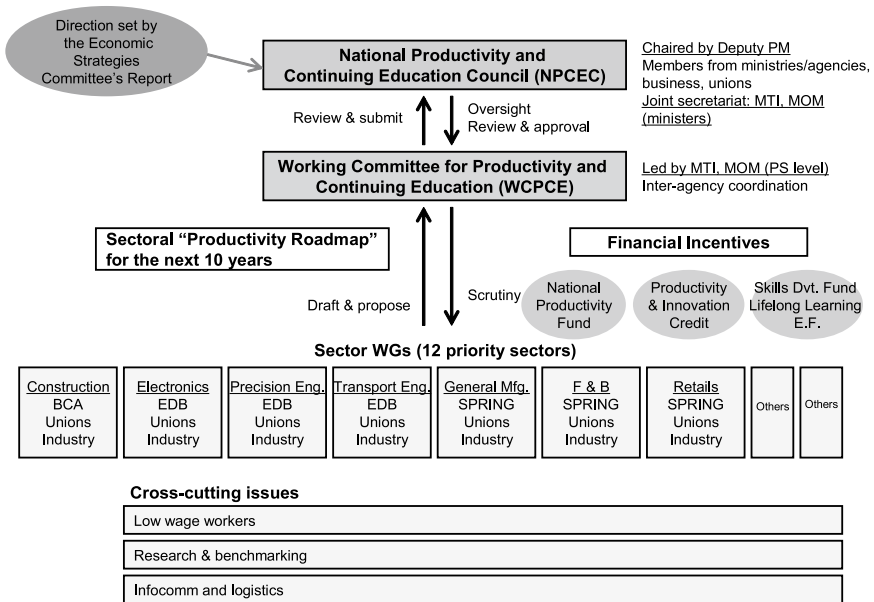 Direction set by
the Economic
Strategies
Committee's Report
National Productivity and
Continuing Education Council (NPCEC)
Chaired by Deputy PM
Members from ministries/agencies,
business, unions
Joint secretariat: MTI, MOM
(ministers)
Review & submit
Oversight
Review & approval
Working Committee for Productivity and
Continuing Education (WCPCE)
Led by MTI, MOM (PS level)
Inter-agency coordination
Sectoral “Productivity Roadmap”
for the next 10 years
Financial Incentives
Draft & propose
Scrutiny
National
Productivity
Fund
Productivity
& Innovation
Credit
Skills Dvt. Fund
Lifelong Learning
E.F.
Sector WGs (12 priority sectors)
Construction
BCA
Unions
Industry
Electronics
EDB
Unions
Industry
Precision Eng.
EDB
Unions
Industry
Transport Eng.
EDB
Unions
Industry
General Mfg.
SPRING
Unions
Industry
F & B
SPRING
Unions
Industry
Retails
SPRING
Unions
Industry
Others
Others
Cross-cutting issues
Low wage workers
Research & benchmarking
Infocomm and logistics